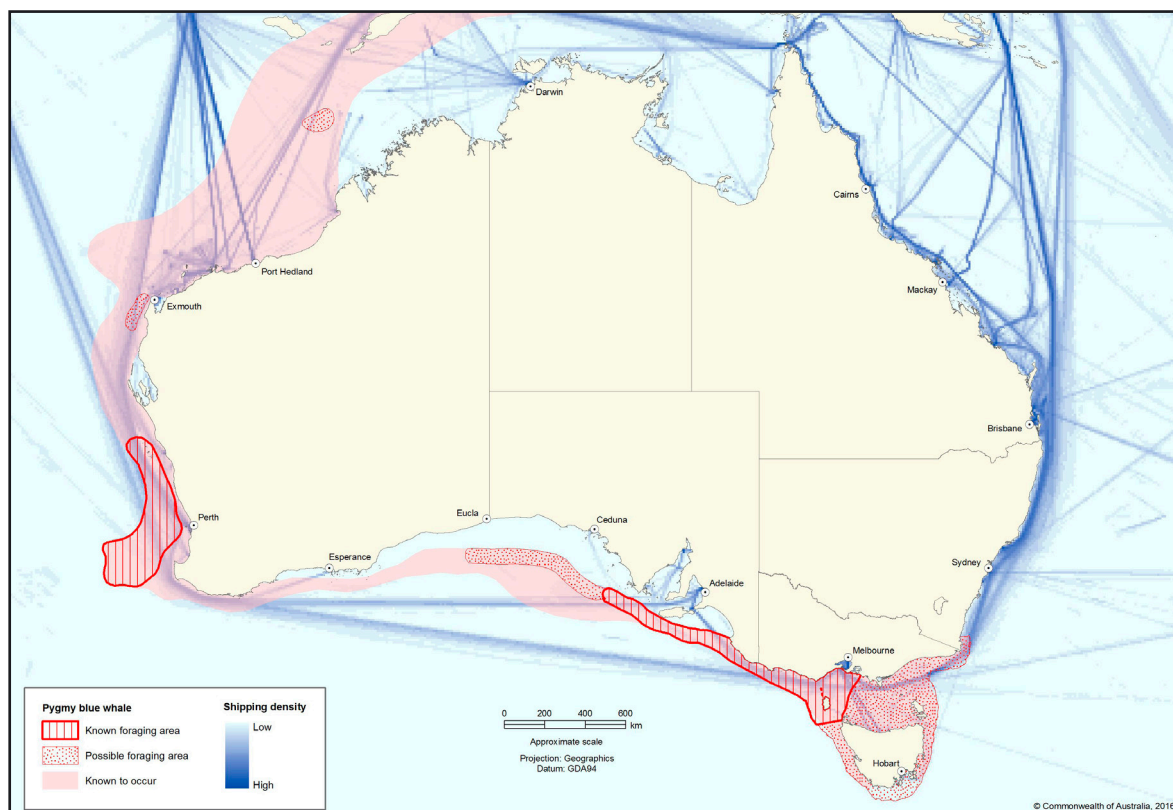 Darwin
Cairns
Port Hedland
Mackay
Exmouth
Brisbane
Perth
Eucla
Ceduna
Esperance
Sydney
Adelaide
Melbourne
Hobart
Pygmy blue whale
Known foraging area
Possible foraging area
Known to occur
Shipping density
Low
High
0 200 400 600
km
Approximate scale
Projection: Geographics
Datum: GDA94
© Commonwealth of Australia, 2016